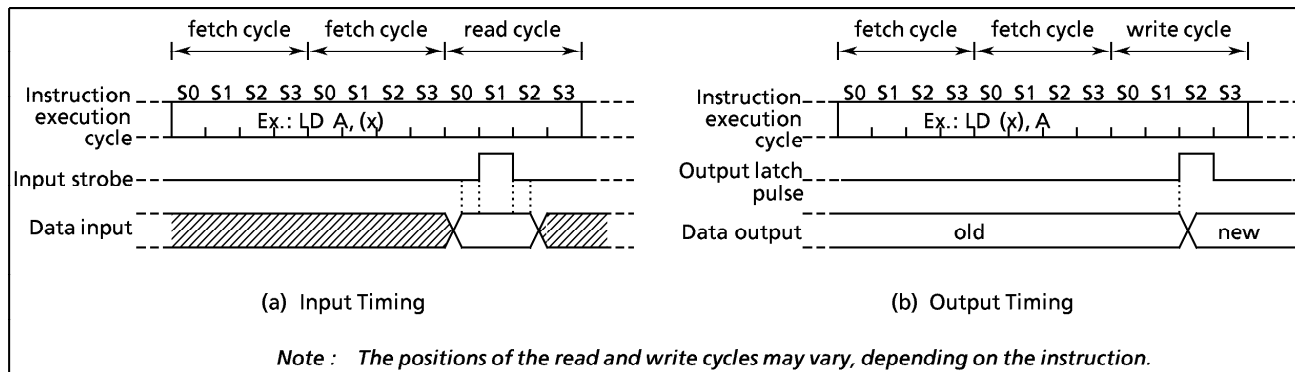 fetch cycle fetch cycle read cycle
S0 S1 S2 S3 S0 S1 S2 S3 S0 S1 S2 S3
Instruction
execution
cycle
Ex.: LD A, (x)
Input strobe
Data input
(a) Input Timing
fetch cycle fetch cycle write cycle
S0 S1 S2 S3 S0 S1 S2 S3 S0 S1 S2 S3
Instruction
execution
cycle
Ex.: LD (x), A
Output latch
pulse
Data output
old
new
(b) Output Timing
Note : The positions of the read and write cycles may vary, depending on the instruction.